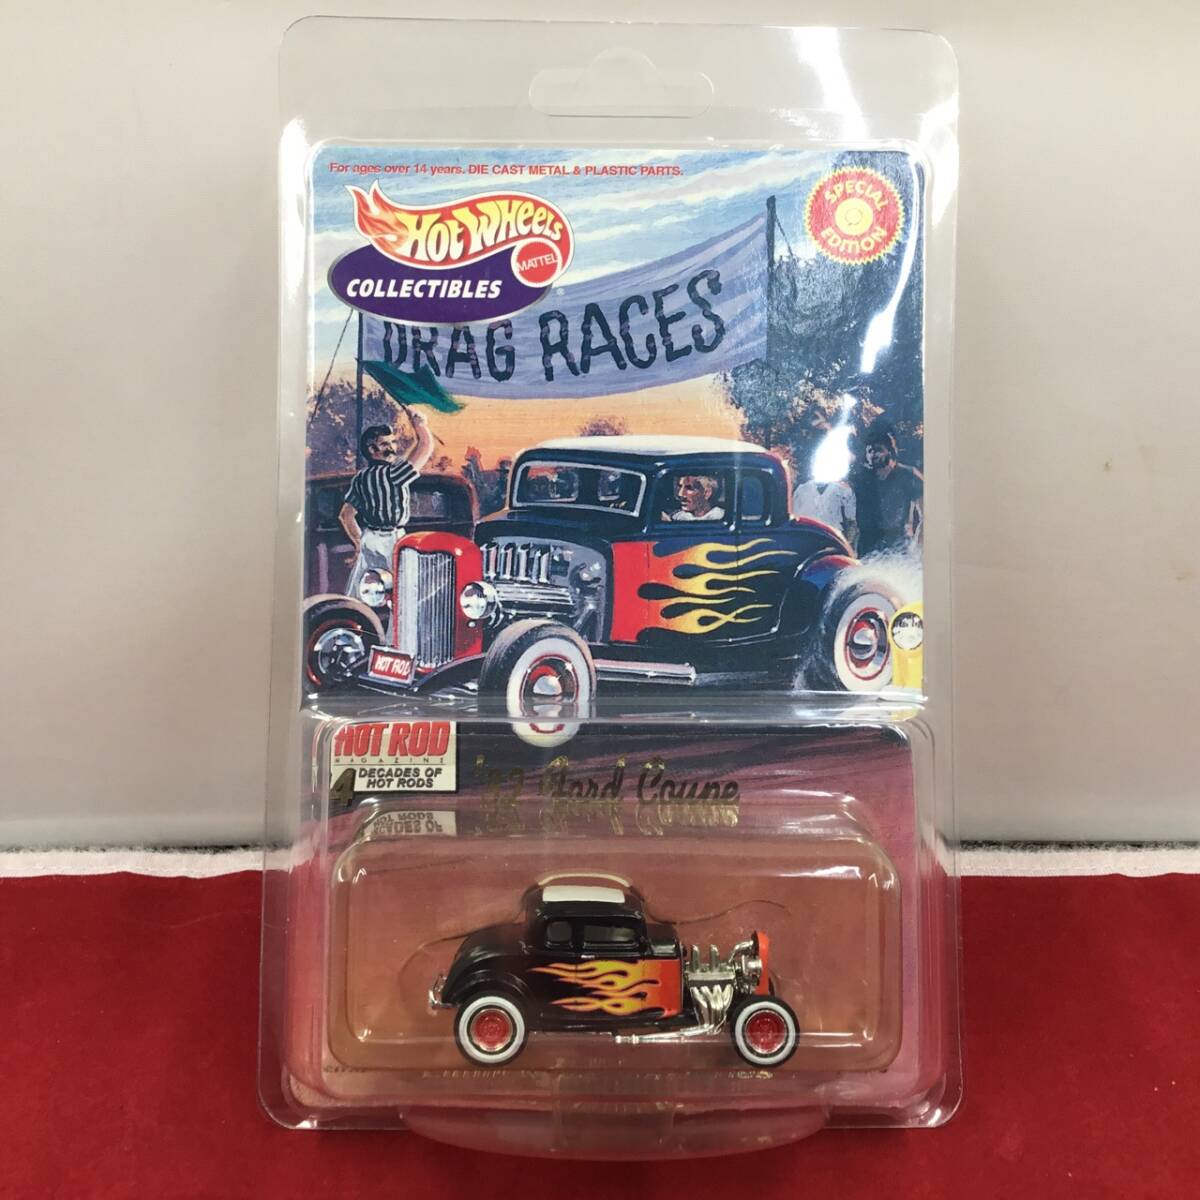 For ages over 14 years. DIE CAST METAL & PLASTIC PARTS.
SPECIAL
EDITION
HOT WHEELS
MATTEL
COLLECTIBLES
DRAG RACES
HOT ROD
HOT ROD
MAGAZINE
4 DECADES OF
HOT RODS
'32 Ford Coupe